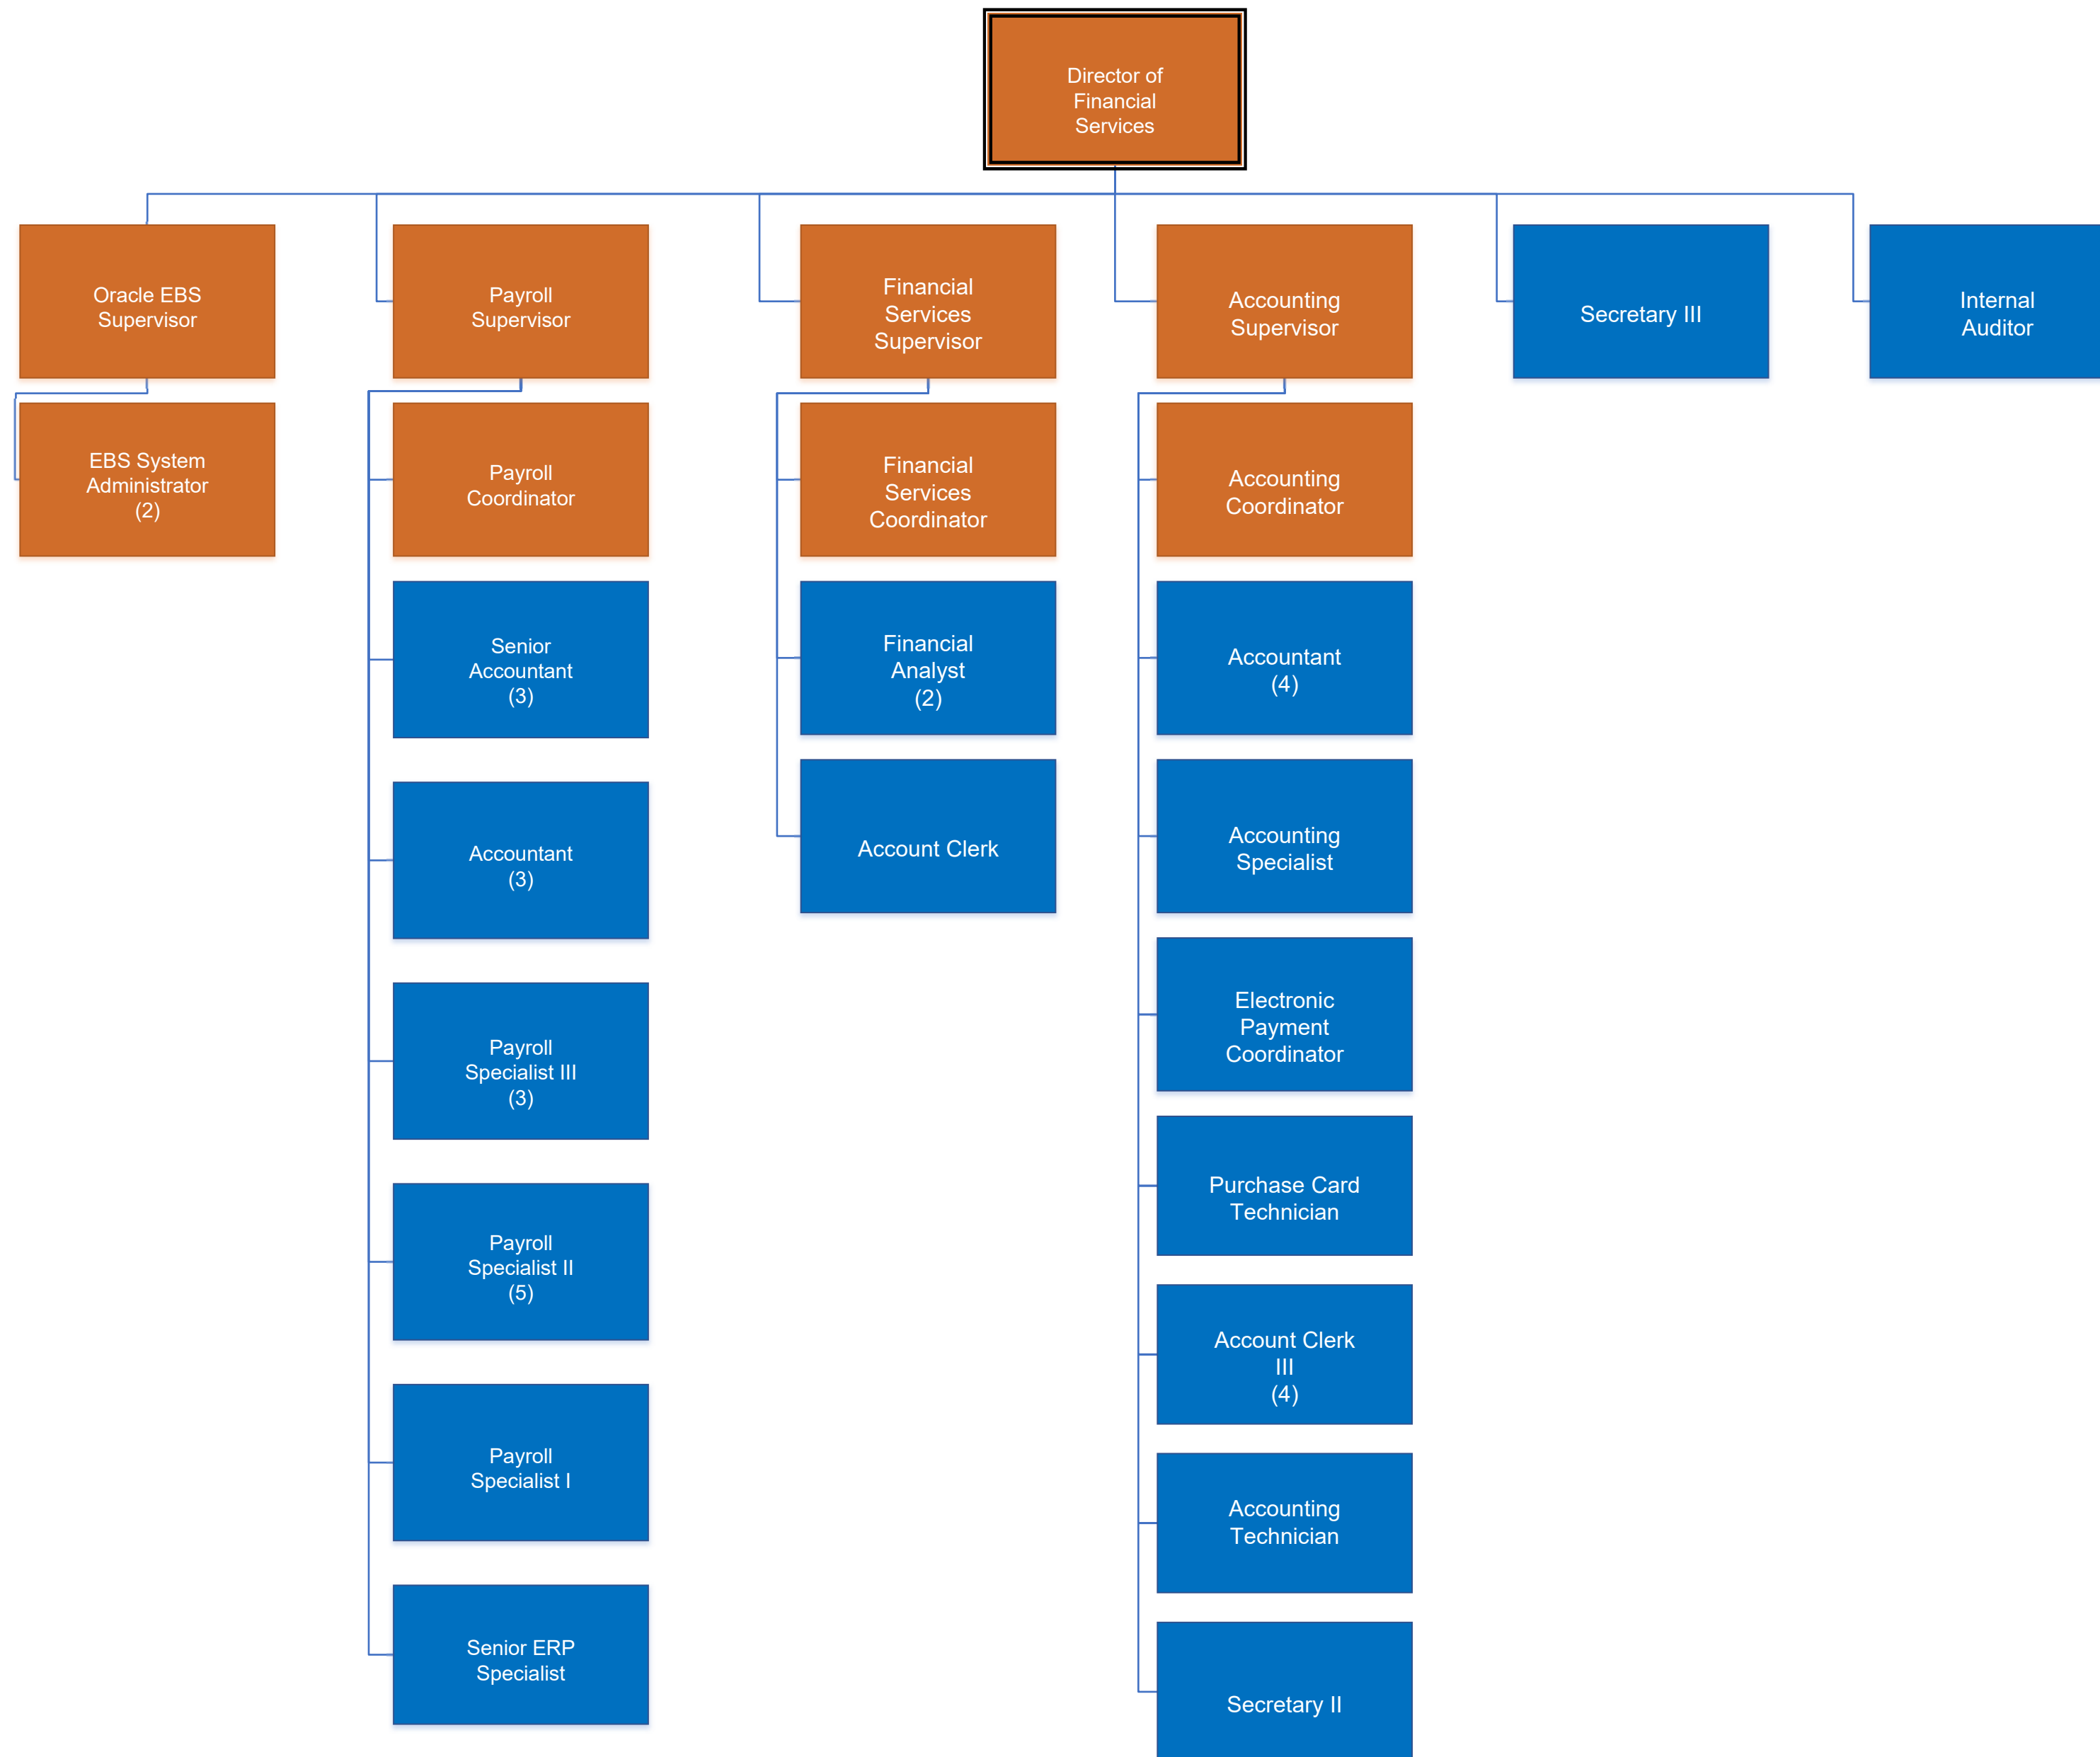 Director of
Financial
Services
Oracle EBS
Supervisor
Payroll
Supervisor
Financial
Services
Supervisor
Accounting
Supervisor
Secretary III
Internal
Auditor
EBS System
Administrator
(2)
Payroll
Coordinator
Financial
Services
Coordinator
Accounting
Coordinator
Senior
Accountant
(3)
Financial
Analyst
(2)
Accountant
(4)
Accountant
(3)
Account Clerk
Accounting
Specialist
Payroll
Specialist III
(3)
Electronic
Payment
Coordinator
Payroll
Specialist II
(5)
Purchase Card
Technician
Payroll
Specialist I
Account Clerk
III
(4)
Accounting
Technician
Senior ERP
Specialist
Secretary II